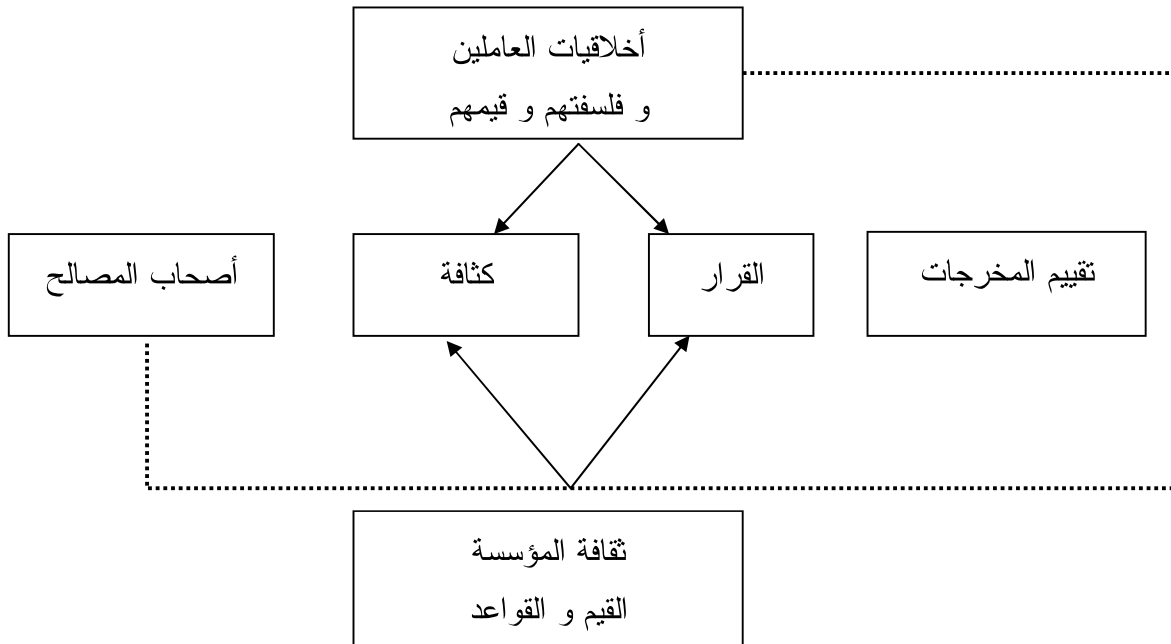 أخلاقيات العاملين
و فلسفتهم و قيمهم
تقييم المخرجات
القرار
كثافة
أصحاب المصالح
ثقافة المؤسسة
القيم و القواعد